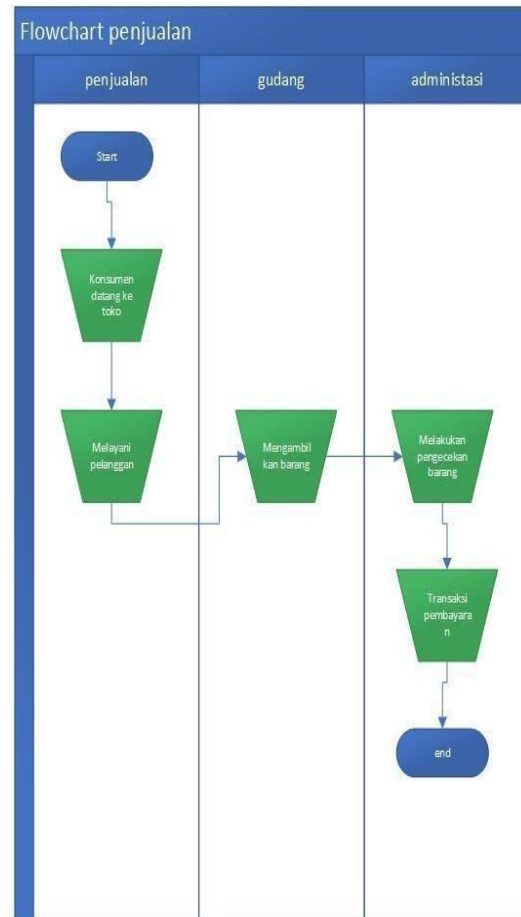 Flowchart penjualan
penjualan
gudang
administasi
Start
Konsumen
datang ke
toko
Melayani
pelanggan
Mengambil
kan barang
Melakukan
pengecekan
barang
Transaksi
pembayara
n
end